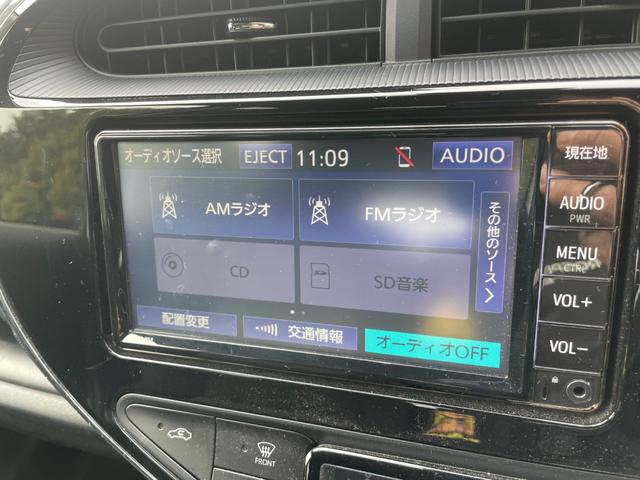 オーディオソース選択 EJECT 11:09 AUDIO
AMラジオ FMラジオ
CD SD音楽
その他のソース
配置変更 交通情報 オーディオOFF
現在地
AUDIO
PWR
MENU
CTRL
VOL+
VOL-
FRONT